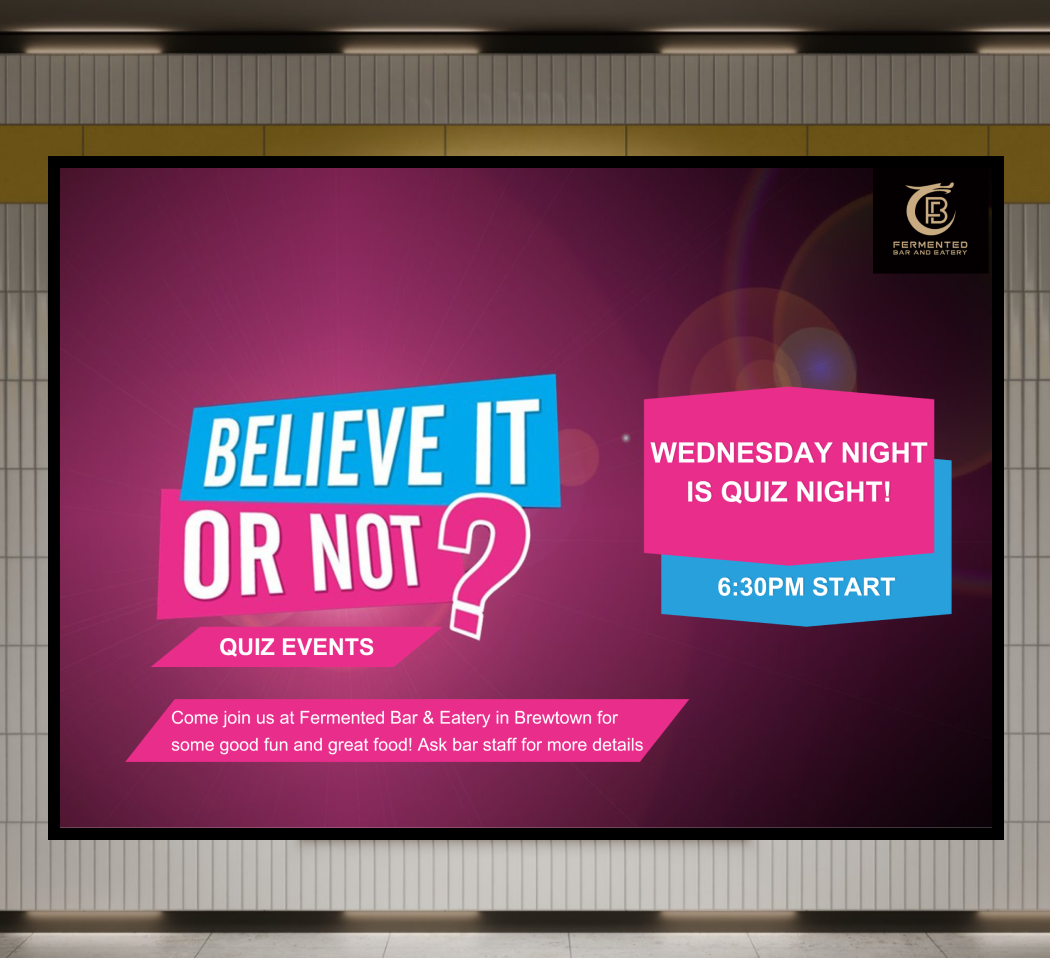 FERMENTED
BAR AND EATERY
BELIEVE IT
OR NOT?
QUIZ EVENTS
WEDNESDAY NIGHT
IS QUIZ NIGHT!
6:30PM START
Come join us at Fermented Bar & Eatery in Brewtown for
some good fun and great food! Ask bar staff for more details